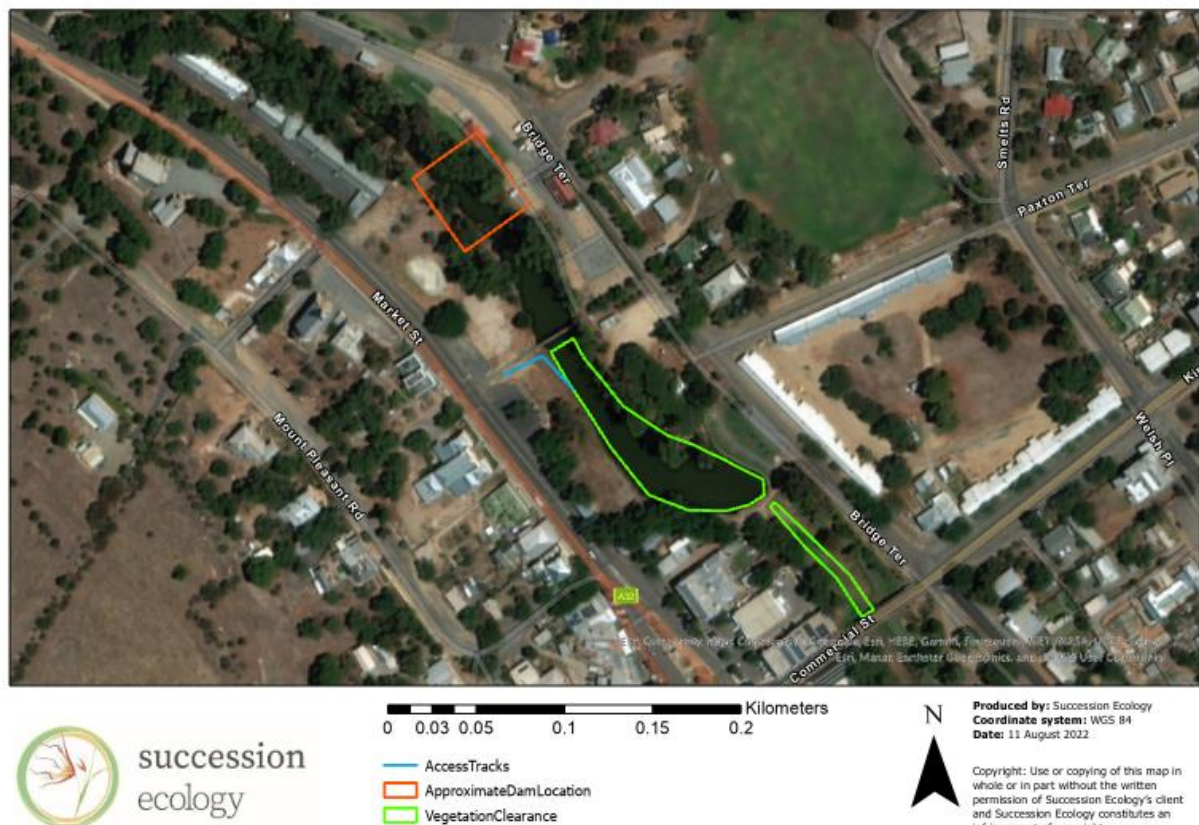 Bridge Ter
Smelts Rd
Paxton Ter
Market St
Mount Pleasant Rd
Welsh Pl
Bridge Ter
A32
Commercial St
Kilometers
0 0.03 0.05 0.1 0.15 0.2
succession
ecology
AccessTracks
ApproximateDamLocation
VegetationClearance
N
Produced by: Succession Ecology
Coordinate system: WGS 84
Date: 11 August 2022
Copyright: Use or copying of this map in
whole or in part without the written
permission of Succession Ecology's client
and Succession Ecology constitutes an